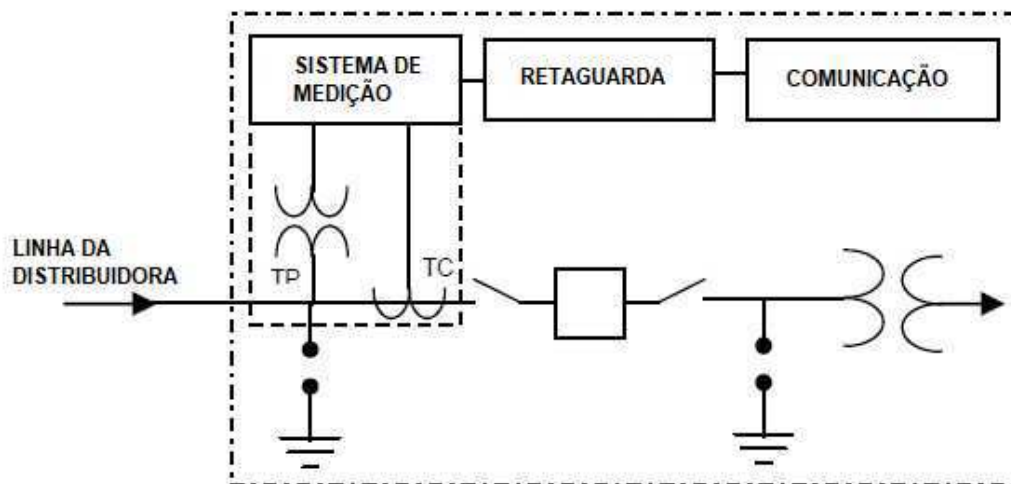 SISTEMA DE
MEDIÇÃO
RETAGUARDA
COMUNICAÇÃO
LINHA DA
DISTRIBUIDORA
TP
TC